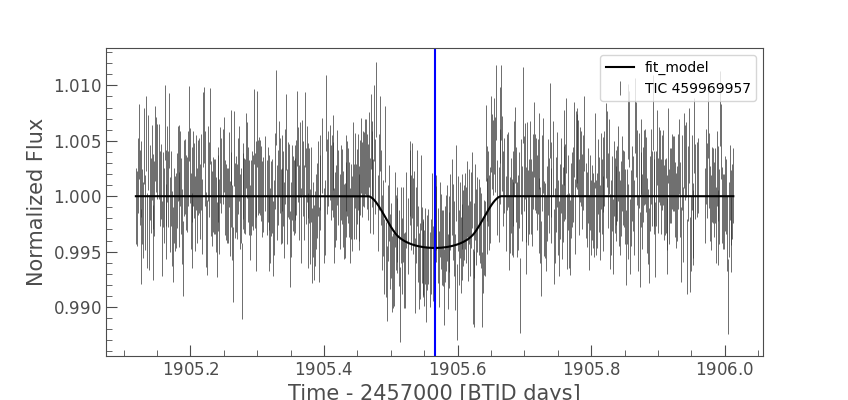 fit_model
TIC 459969957
1.010
1.005
1.000
0.995
0.990
Normalized Flux
1905.2 1905.4 1905.6 1905.8 1906.0
Time - 2457000 [BTJD days]